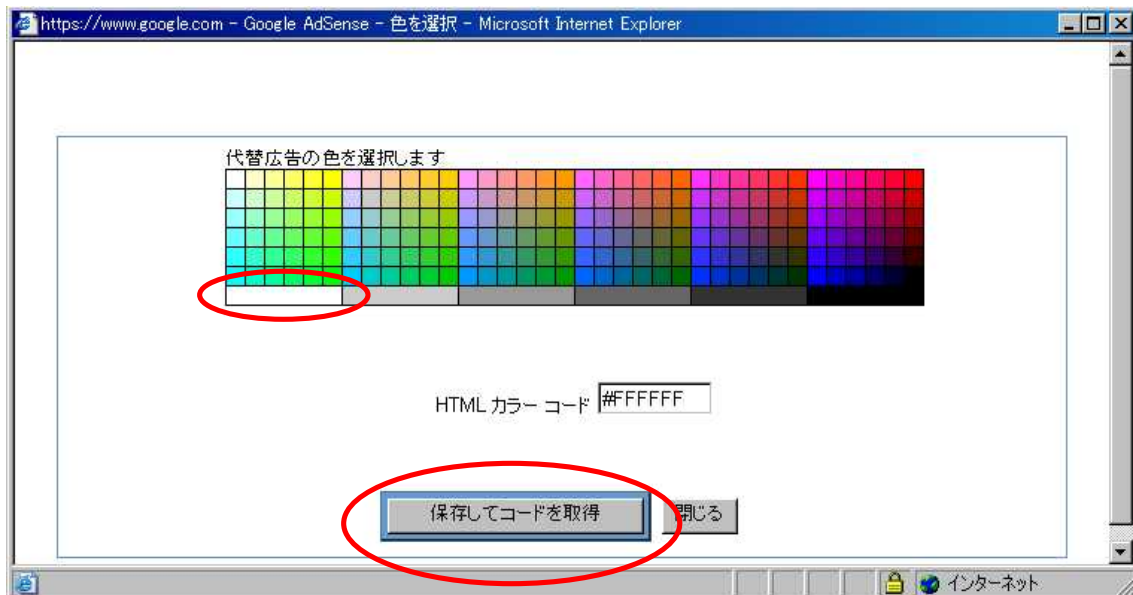 https://www.google.com - Google AdSense - 色を選択 - Microsoft Internet Explorer
代替広告の色を選択します
HTML カラー コード #FFFFFF
保存してコードを取得 閉じる
インターネット